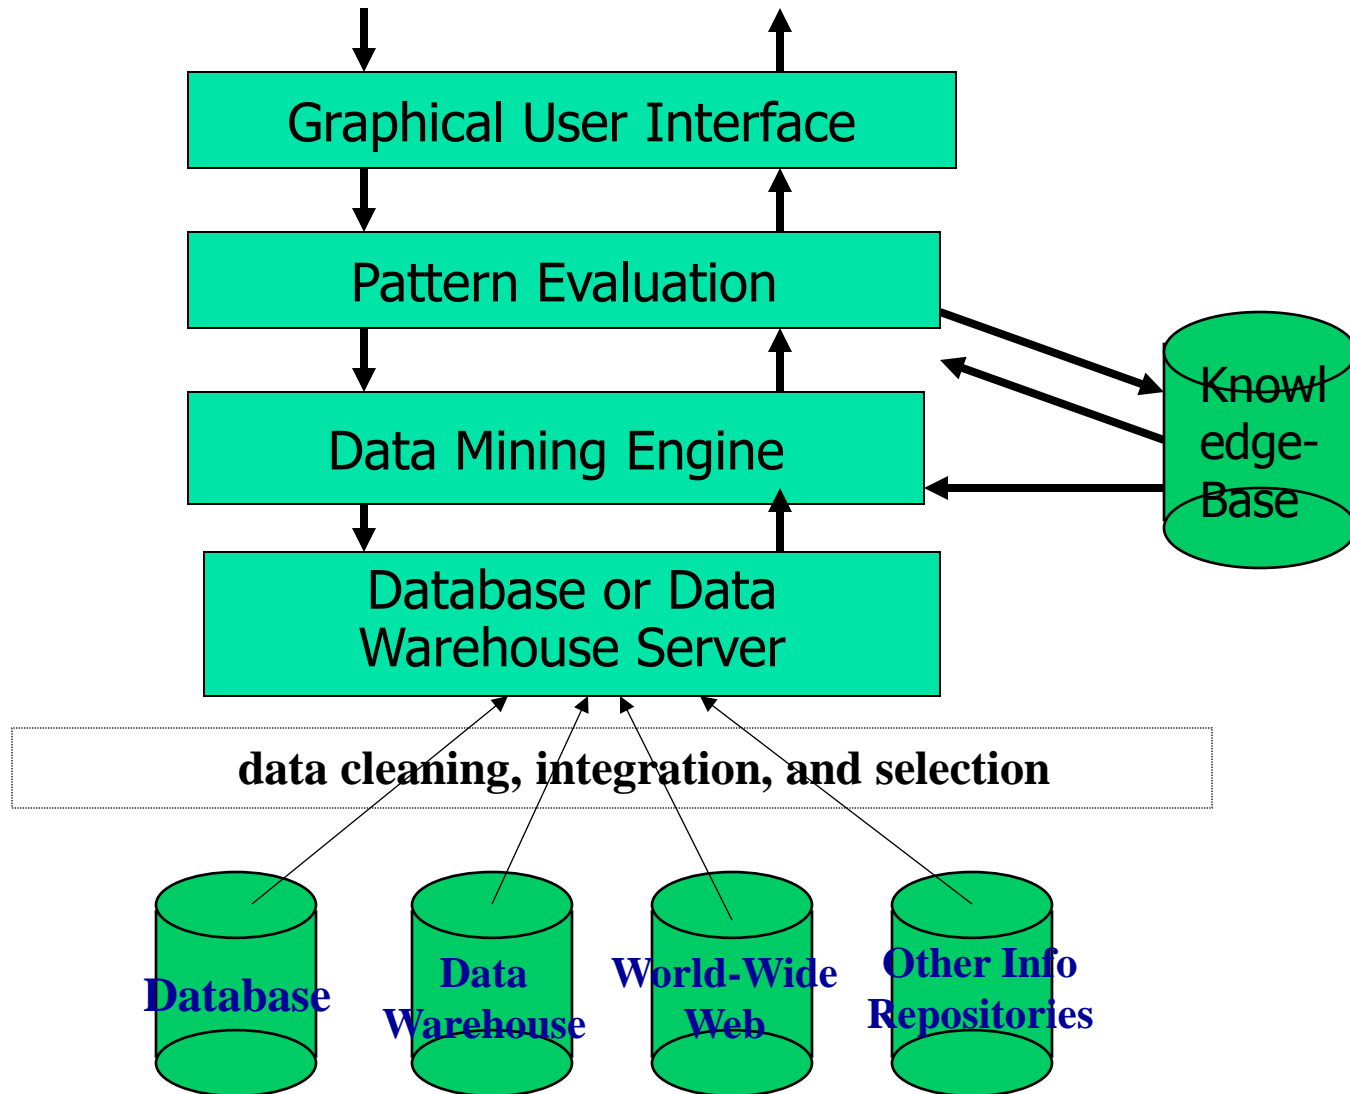 Graphical User Interface
Pattern Evaluation
Knowl
edge-
Base
Data Mining Engine
Database or Data
Warehouse Server
data cleaning, integration, and selection
Database
Data
Warehouse
World-Wide
Web
Other Info
Repositories